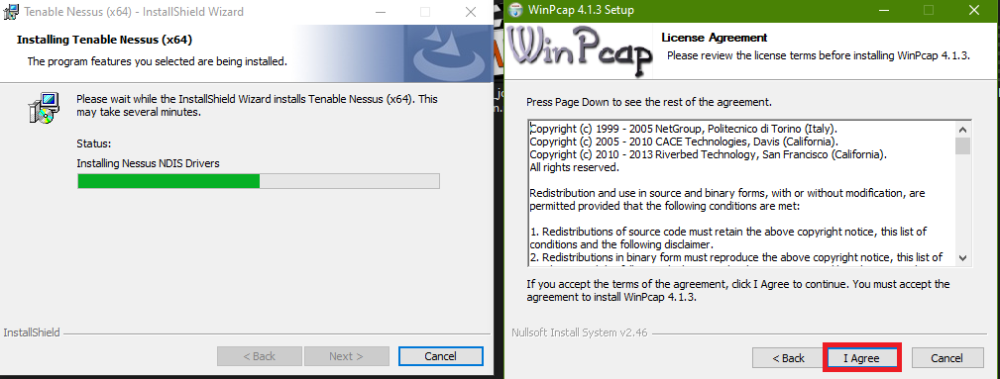 Tenable Nessus (x64) - InstallShield Wizard
Installing Tenable Nessus (x64)
The program features you selected are being installed.
Please wait while the InstallShield Wizard installs Tenable Nessus (x64). This
may take several minutes.
Status:
Installing Nessus NDIS Drivers
InstallShield
< Back
Next >
Cancel
WinPcap 4.1.3 Setup
WinPcap
License Agreement
Please review the license terms before installing WinPcap 4.1.3.
Press Page Down to see the rest of the agreement.
Copyright (c) 1999 - 2005 NetGroup, Politecnico di Torino (Italy).
Copyright (c) 2005 - 2010 CACE Technologies, Davis (California).
Copyright (c) 2010 - 2013 Riverbed Technology, San Francisco (California).
All rights reserved.
Redistribution and use in source and binary forms, with or without modification, are
permitted provided that the following conditions are met:
1. Redistributions of source code must retain the above copyright notice, this list of
conditions and the following disclaimer.
2. Redistributions in binary form must reproduce the above copyright notice, this list of
If you accept the terms of the agreement, click I Agree to continue. You must accept the
agreement to install WinPcap 4.1.3.
Nullsoft Install System v2.46
< Back
I Agree
Cancel